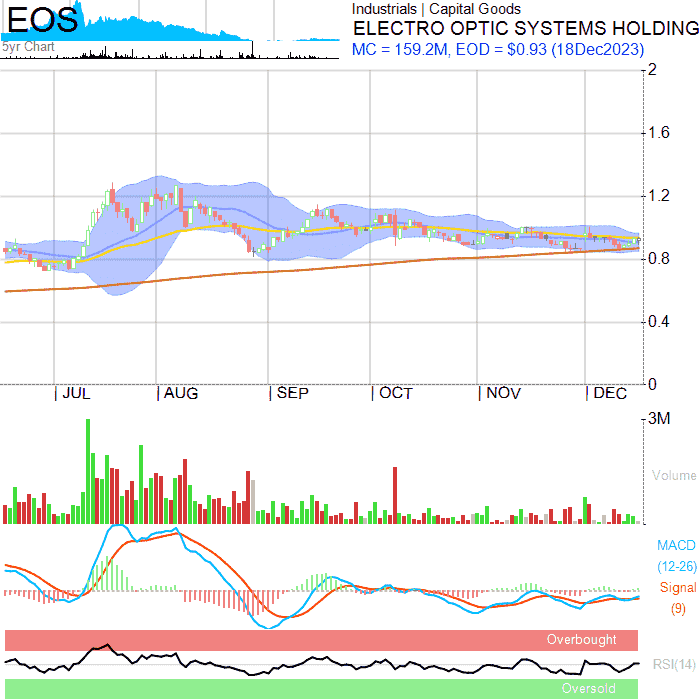 EOS
5yr Chart
Industrials | Capital Goods
ELECTRO OPTIC SYSTEMS HOLDING
MC = 159.2M, EOD = $0.93 (18Dec2023)
2
1.6
1.2
0.8
0.4
0
| JUL | AUG | SEP | OCT | NOV | DEC
3M
Volume
MACD
(12-26)
Signal
(9)
Overbought
RSI(14)
Oversold